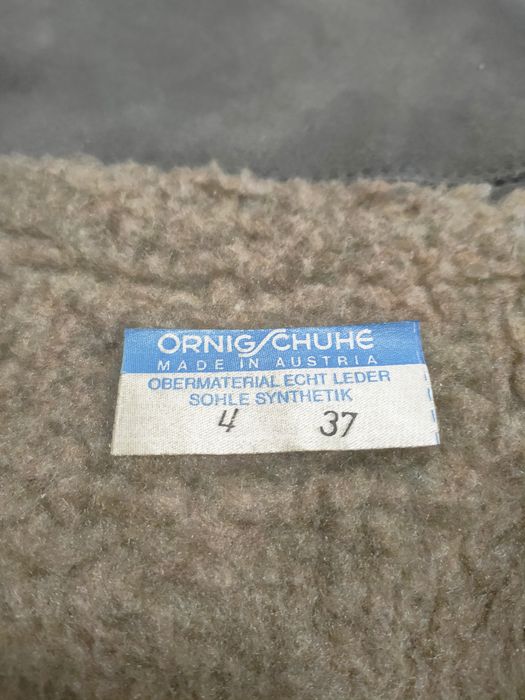 ORNIG SCHUHE
MADE IN AUSTRIA
OBERMATERIAL ECHT LEDER
SOHLE SYNTHETIK
4 37